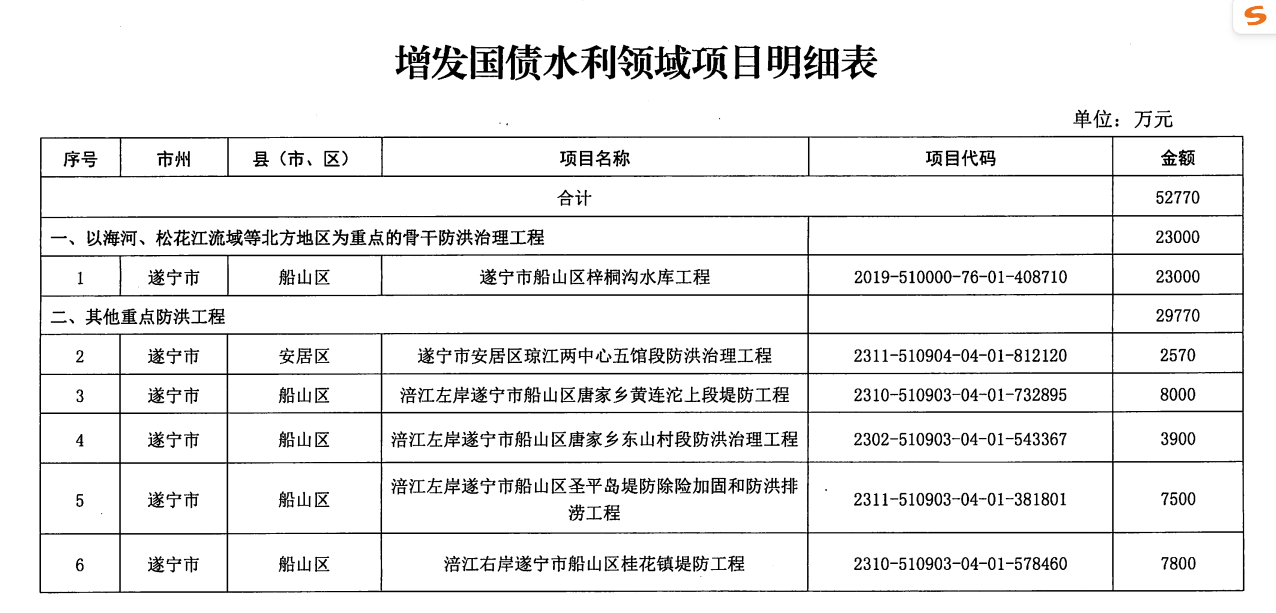 增发国债水利领域项目明细表
单位：万元
序号 市州 县（市、区） 项目名称 项目代码 金额
合计 52770
一、以海河、松花江流域等北方地区为重点的骨干防洪治理工程 23000
1 遂宁市 船山区 遂宁市船山区梓桐沟水库工程 2019-510000-76-01-408710 23000
二、其他重点防洪工程 29770
2 遂宁市 安居区 遂宁市安居区琼江两中心五馆段防洪治理工程 2311-510904-04-01-812120 2570
3 遂宁市 船山区 涪江左岸遂宁市船山区唐家乡黄连沱上段堤防工程 2310-510903-04-01-732895 8000
4 遂宁市 船山区 涪江左岸遂宁市船山区唐家乡东山村段防洪治理工程 2302-510903-04-01-543367 3900
5 遂宁市 船山区 涪江左岸遂宁市船山区圣平岛堤防除险加固和防洪排
涝工程 2311-510903-04-01-381801 7500
6 遂宁市 船山区 涪江右岸遂宁市船山区桂花镇堤防工程 2310-510903-04-01-578460 7800